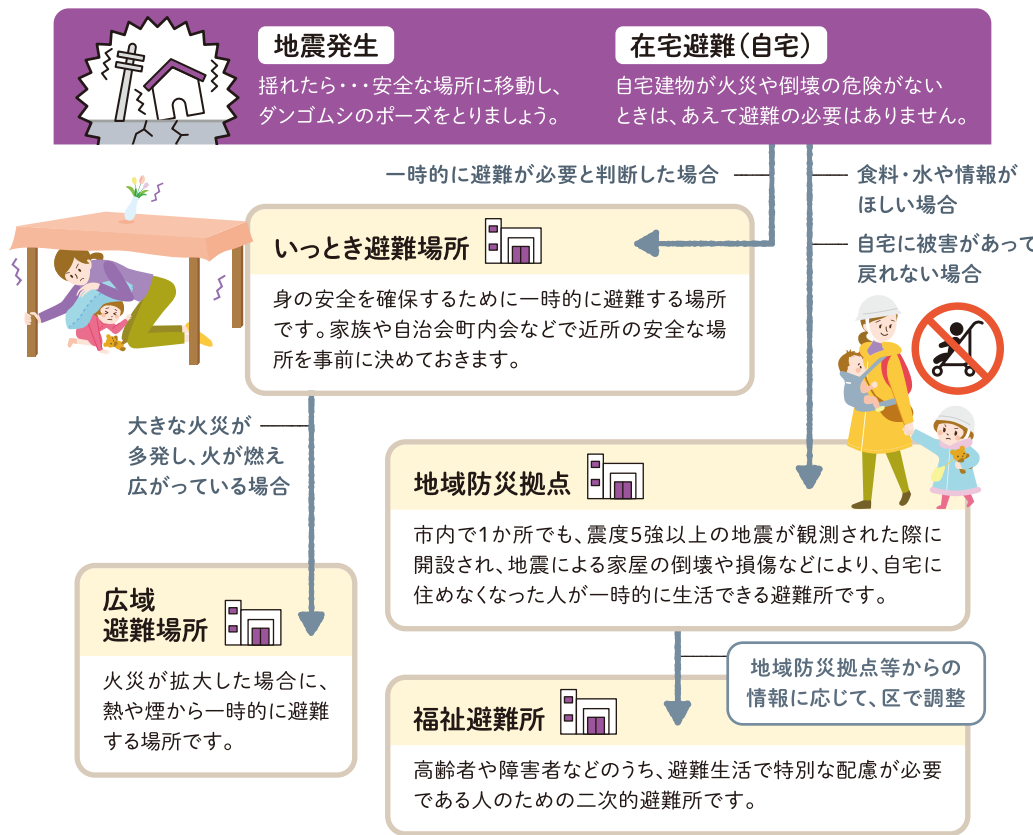 地震発生
揺れたら・・・安全な場所に移動し、
ダンゴムシのポーズをとりましょう。
在宅避難(自宅)
自宅建物が火災や倒壊の危険がない
ときは、あえて避難の必要はありません。
一時的に避難が必要と判断した場合
食料・水や情報が
ほしい場合
自宅に被害があって
戻れない場合
いっとき避難場所
身の安全を確保するために一時的に避難する場所
です。家族や自治会町内会などで近所の安全な場
所を事前に決めておきます。
大きな火災が
多発し、火が燃え
広がっている場合
地域防災拠点
市内で1か所でも、震度5強以上の地震が観測された際に
開設され、地震による家屋の倒壊や損傷などにより、自宅に
住めなくなった人が一時的に生活できる避難所です。
広域
避難場所
火災が拡大した場合に、
熱や煙から一時的に避難
する場所です。
地域防災拠点等からの
情報に応じて、区で調整
福祉避難所
高齢者や障害者などのうち、避難生活で特別な配慮が必要
である人のための二次的避難所です。